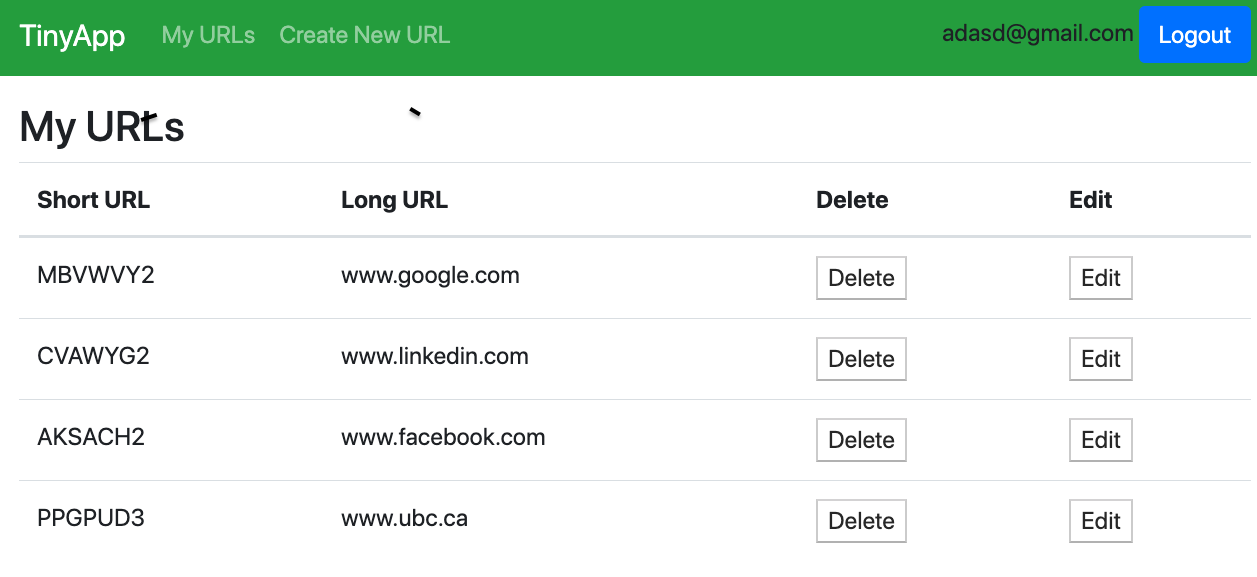 TinyApp My URLs Create New URL adasd@gmail.com Logout
My URLs
Short URL Long URL Delete Edit
MBVWVY2 www.google.com Delete Edit
CVAWYG2 www.linkedin.com Delete Edit
AKSACH2 www.facebook.com Delete Edit
PPGPUD3 www.ubc.ca Delete Edit